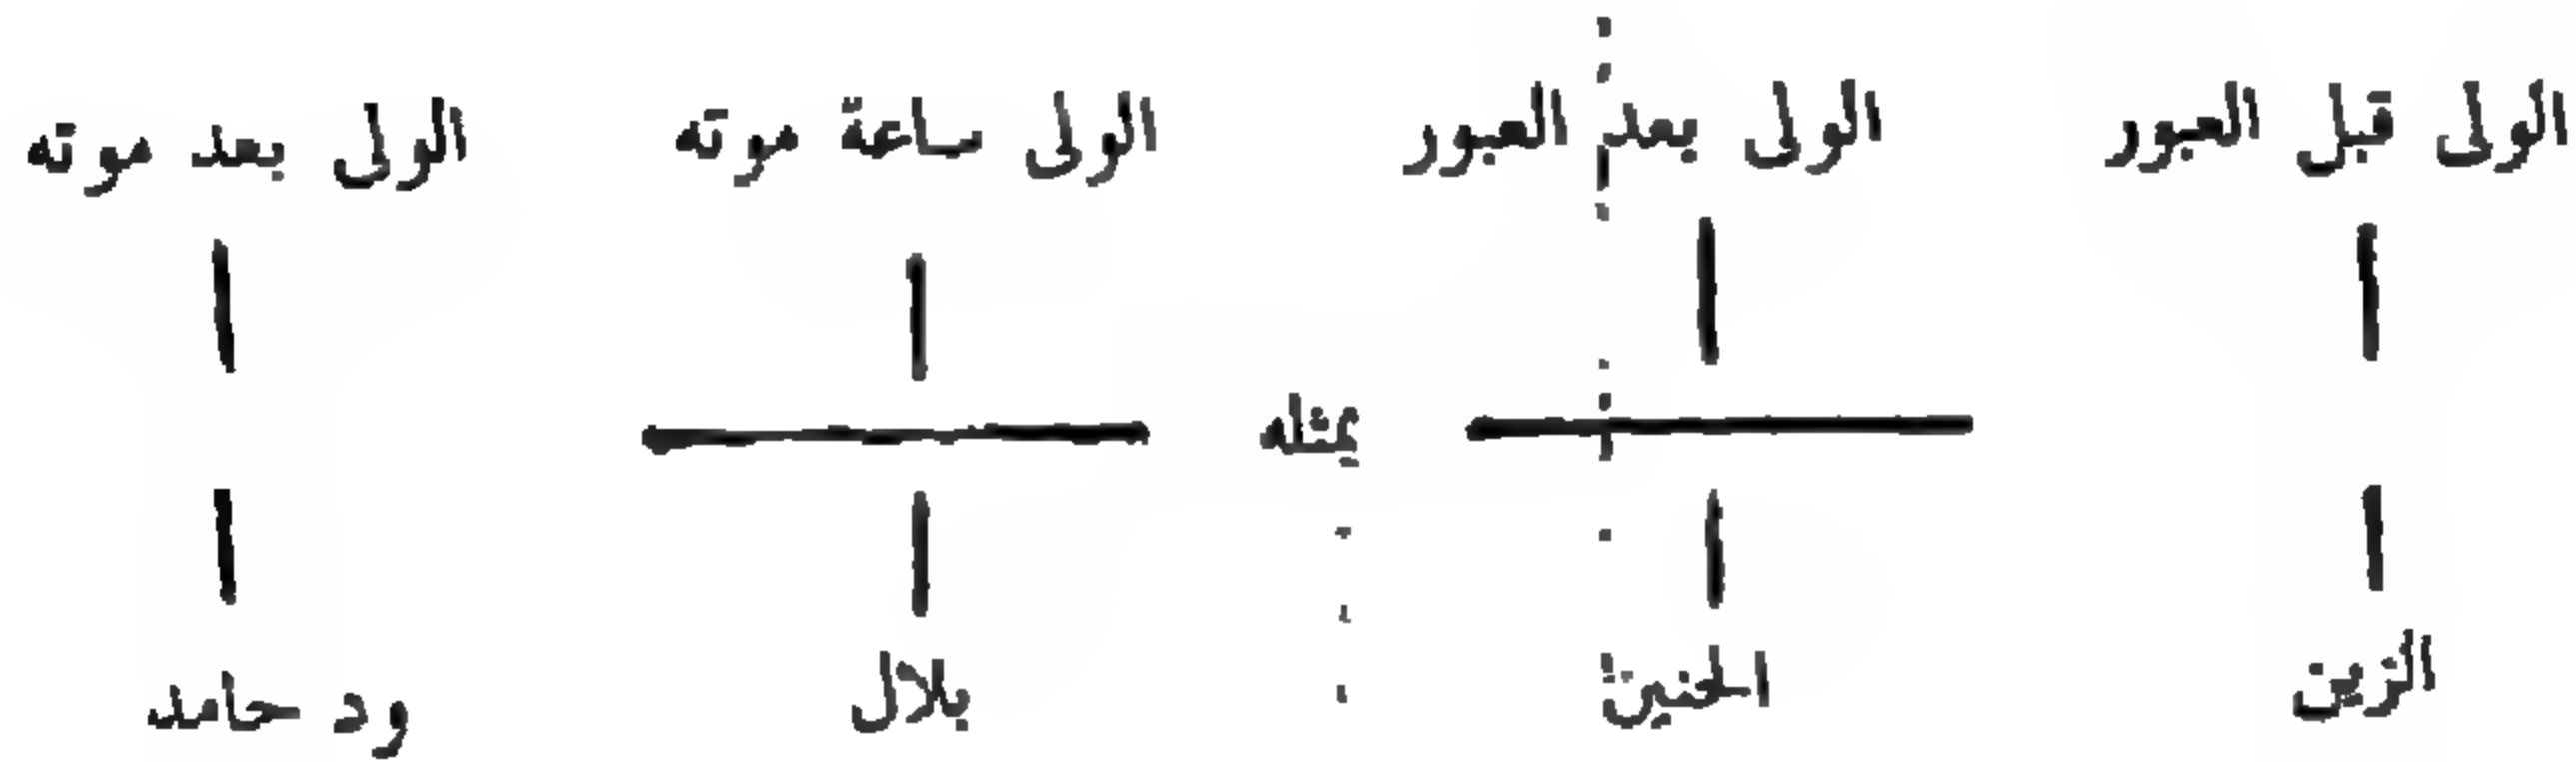 الولى قبل العبور
الولى بعد العبور
الولى ساعة موته
الولى بعد موته
يمثله
الزين
الحنين
بلال
ود حامد